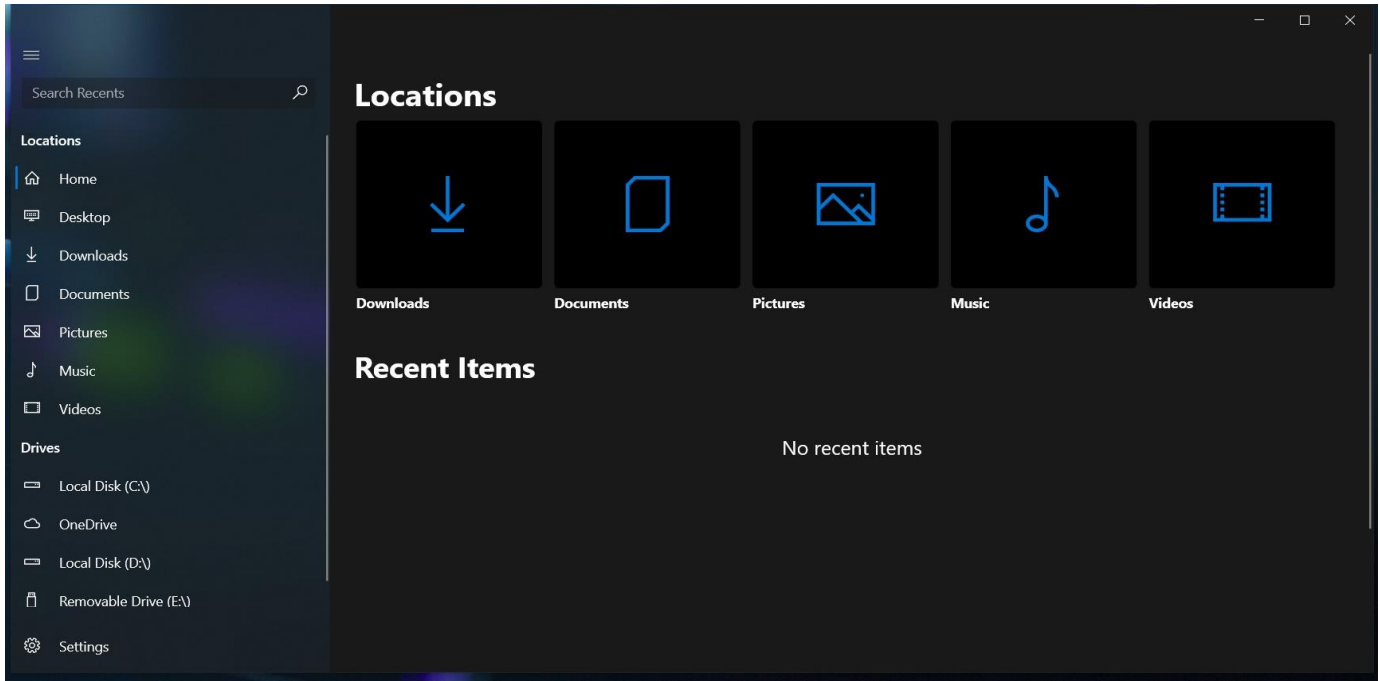 Search Recents
Locations
Home
Desktop
Downloads
Documents
Pictures
Music
Videos
Drives
Local Disk (C:\)
OneDrive
Local Disk (D:\)
Removable Drive (E:\)
Settings
Locations
Downloads
Documents
Pictures
Music
Videos
Recent Items
No recent items